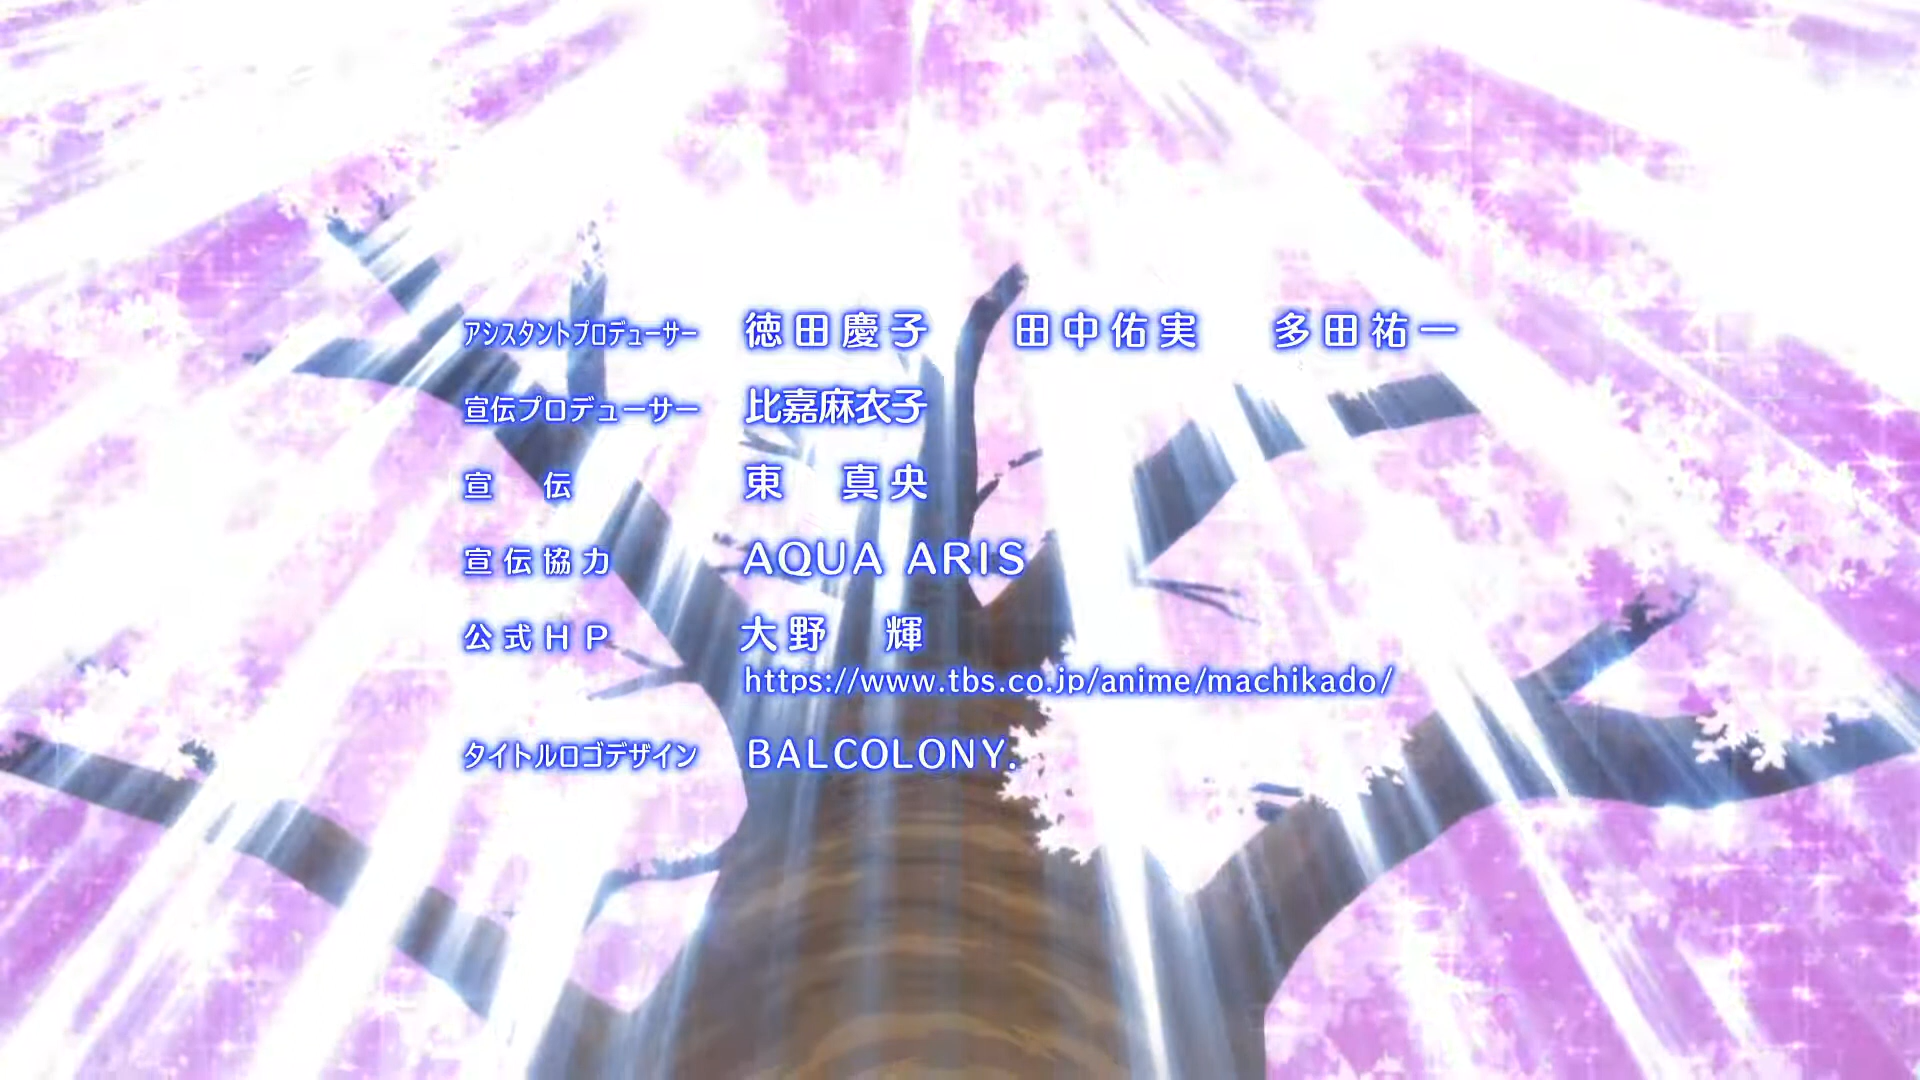 アシスタントプロデューサー 徳田慶子 田中佑実 多田祐一
宣伝プロデューサー 比嘉麻衣子
宣伝 東 真央
宣伝協力 AQUA ARIS
公式HP 大野 輝
https://www.tbs.co.jp/anime/machikado/
タイトルロゴデザイン BALCOLONY.